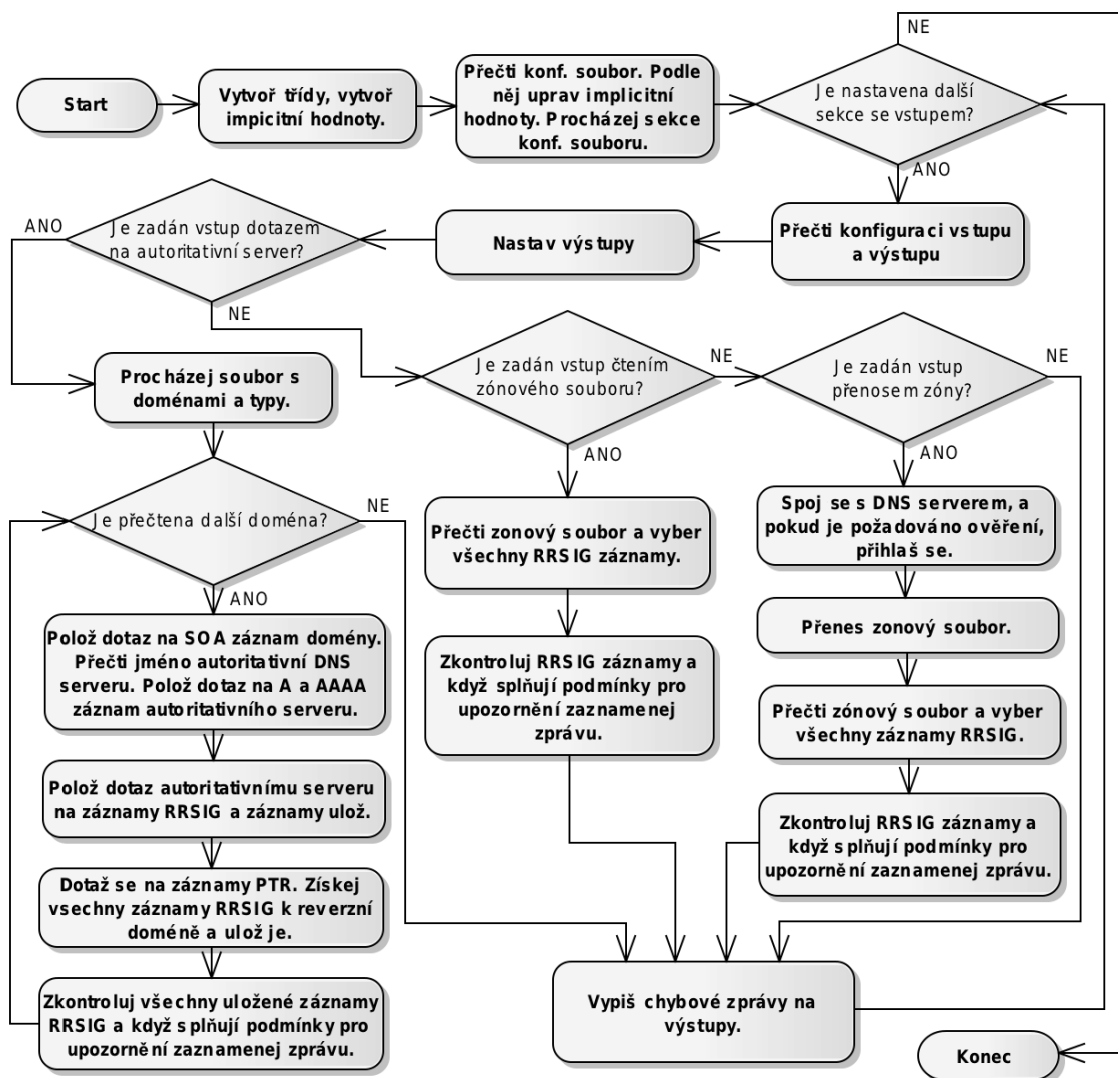 NE
Start
Vytvoř třídy, vytvoř
impicitní hodnoty.
Přečti konf. soubor. Podle
něj uprav implicitní
hodnoty. Procházej sekce
konf. souboru.
Je nastavena další
sekce se vstupem?
ANO
Přečti konfiguraci vstupu
a výstupu
Nastav výstupy
Je zadán vstup dotazem
na autoritativní server?
ANO
NE
Procházej soubor s
doménami a typy.
Je zadán vstup čtením
zónového souboru?
NE
Je zadán vstup
přenosem zóny?
NE
ANO
ANO
Je přečtena další doména?
NE
ANO
Přečti zonový soubor a vyber
všechny RRSIG záznamy.
Spoj se s DNS serverem, a
pokud je požadováno ověření,
přihlaš se.
Přenes zonový soubor.
Polož dotaz na SOA záznam domény.
Přečti jméno autoritativní DNS
serveru. Polož dotaz na A a AAAA
záznam autoritativního serveru.
Zkontroluj RRSIG záznamy a
když splňují podmínky pro
upozornění zaznamenej
zprávu.
Přečti zónový soubor a vyber
všechny záznamy RRSIG.
Polož dotaz autoritativnímu serveru
na záznamy RRSIG a záznamy ulož.
Zkontroluj RRSIG záznamy a
když splňují podmínky pro
upozornění zaznamenej zprávu.
Dotaž se na záznamy PTR. Získej
vsechny záznamy RRSIG k reverzní
doméně a ulož je.
Zkontroluj všechny uložené záznamy
RRSIG a když splňují podmínky pro
upozornění zaznamenej zprávu.
Vypiš chybové zprávy na
výstupy.
Konec